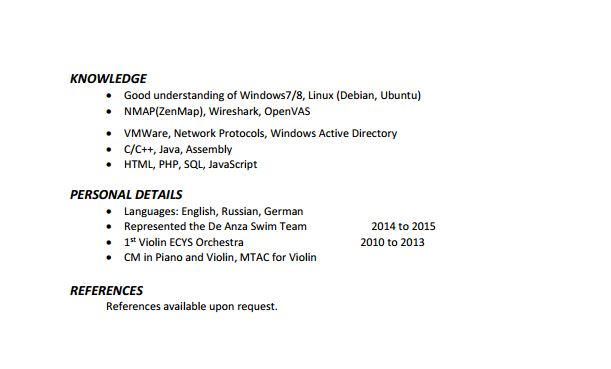 KNOWLEDGE
• Good understanding of Windows7/8, Linux (Debian, Ubuntu)
• NMAP(ZenMap), Wireshark, OpenVAS
• VMWare, Network Protocols, Windows Active Directory
• C/C++, Java, Assembly
• HTML, PHP, SQL, JavaScript
PERSONAL DETAILS
• Languages: English, Russian, German
• Represented the De Anza Swim Team 2014 to 2015
• 1st Violin ECYS Orchestra 2010 to 2013
• CM in Piano and Violin, MTAC for Violin
REFERENCES
References available upon request.